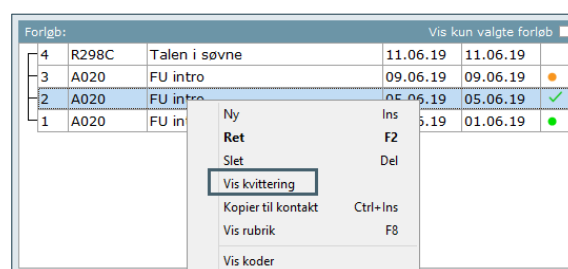 Forløb: Vis kun valgte forløb
4 R298C Talen i søvne 11.06.19 11.06.19
3 A020 FU intro 09.06.19 09.06.19
2 A020 FU intro 05.06.19 05.06.19
1 A020 FU 01.06.19
Ny Ins
Ret F2
Slet Del
Vis kvittering
Kopier til kontakt Ctrl+Ins
Vis rubrik F8
Vis koder